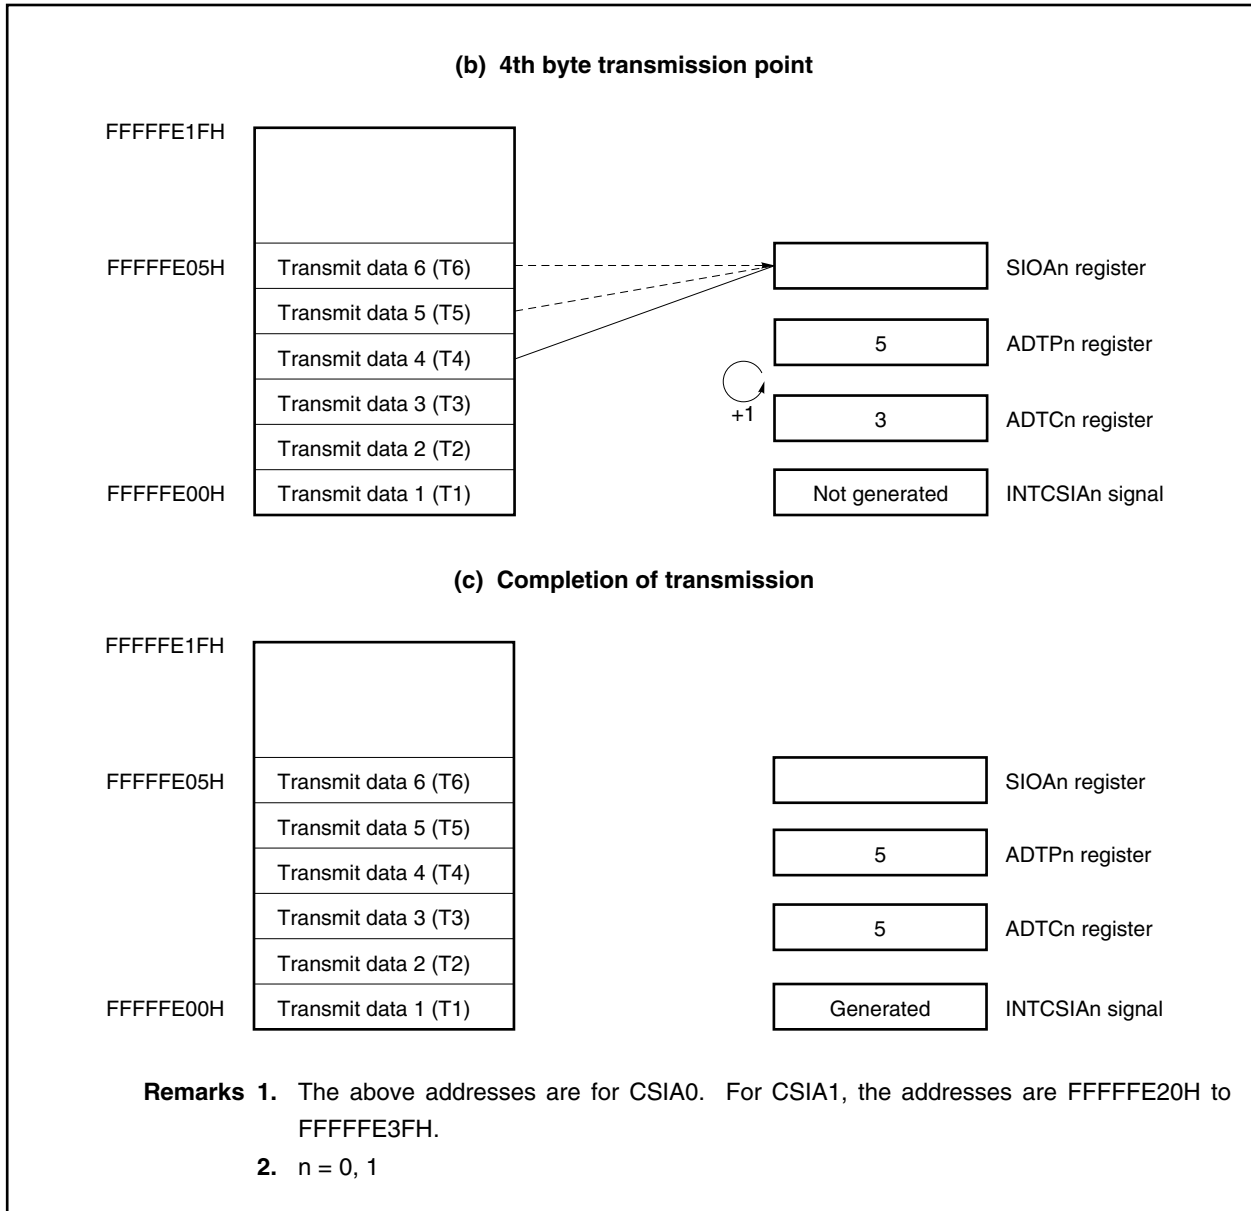 (b) 4th byte transmission point
FFFFFE1FH
FFFFFE05H
Transmit data 6 (T6)
SIOAn register
Transmit data 5 (T5)
5
ADTPn register
Transmit data 4 (T4)
Transmit data 3 (T3)
+1
3
ADTCn register
Transmit data 2 (T2)
FFFFFE00H
Transmit data 1 (T1)
Not generated
INTCSIAn signal
(c) Completion of transmission
FFFFFE1FH
FFFFFE05H
Transmit data 6 (T6)
SIOAn register
Transmit data 5 (T5)
5
ADTPn register
Transmit data 4 (T4)
Transmit data 3 (T3)
5
ADTCn register
Transmit data 2 (T2)
FFFFFE00H
Transmit data 1 (T1)
Generated
INTCSIAn signal
Remarks 1. The above addresses are for CSIA0. For CSIA1, the addresses are FFFFFE20H to
FFFFFE3FH.
2. n = 0, 1